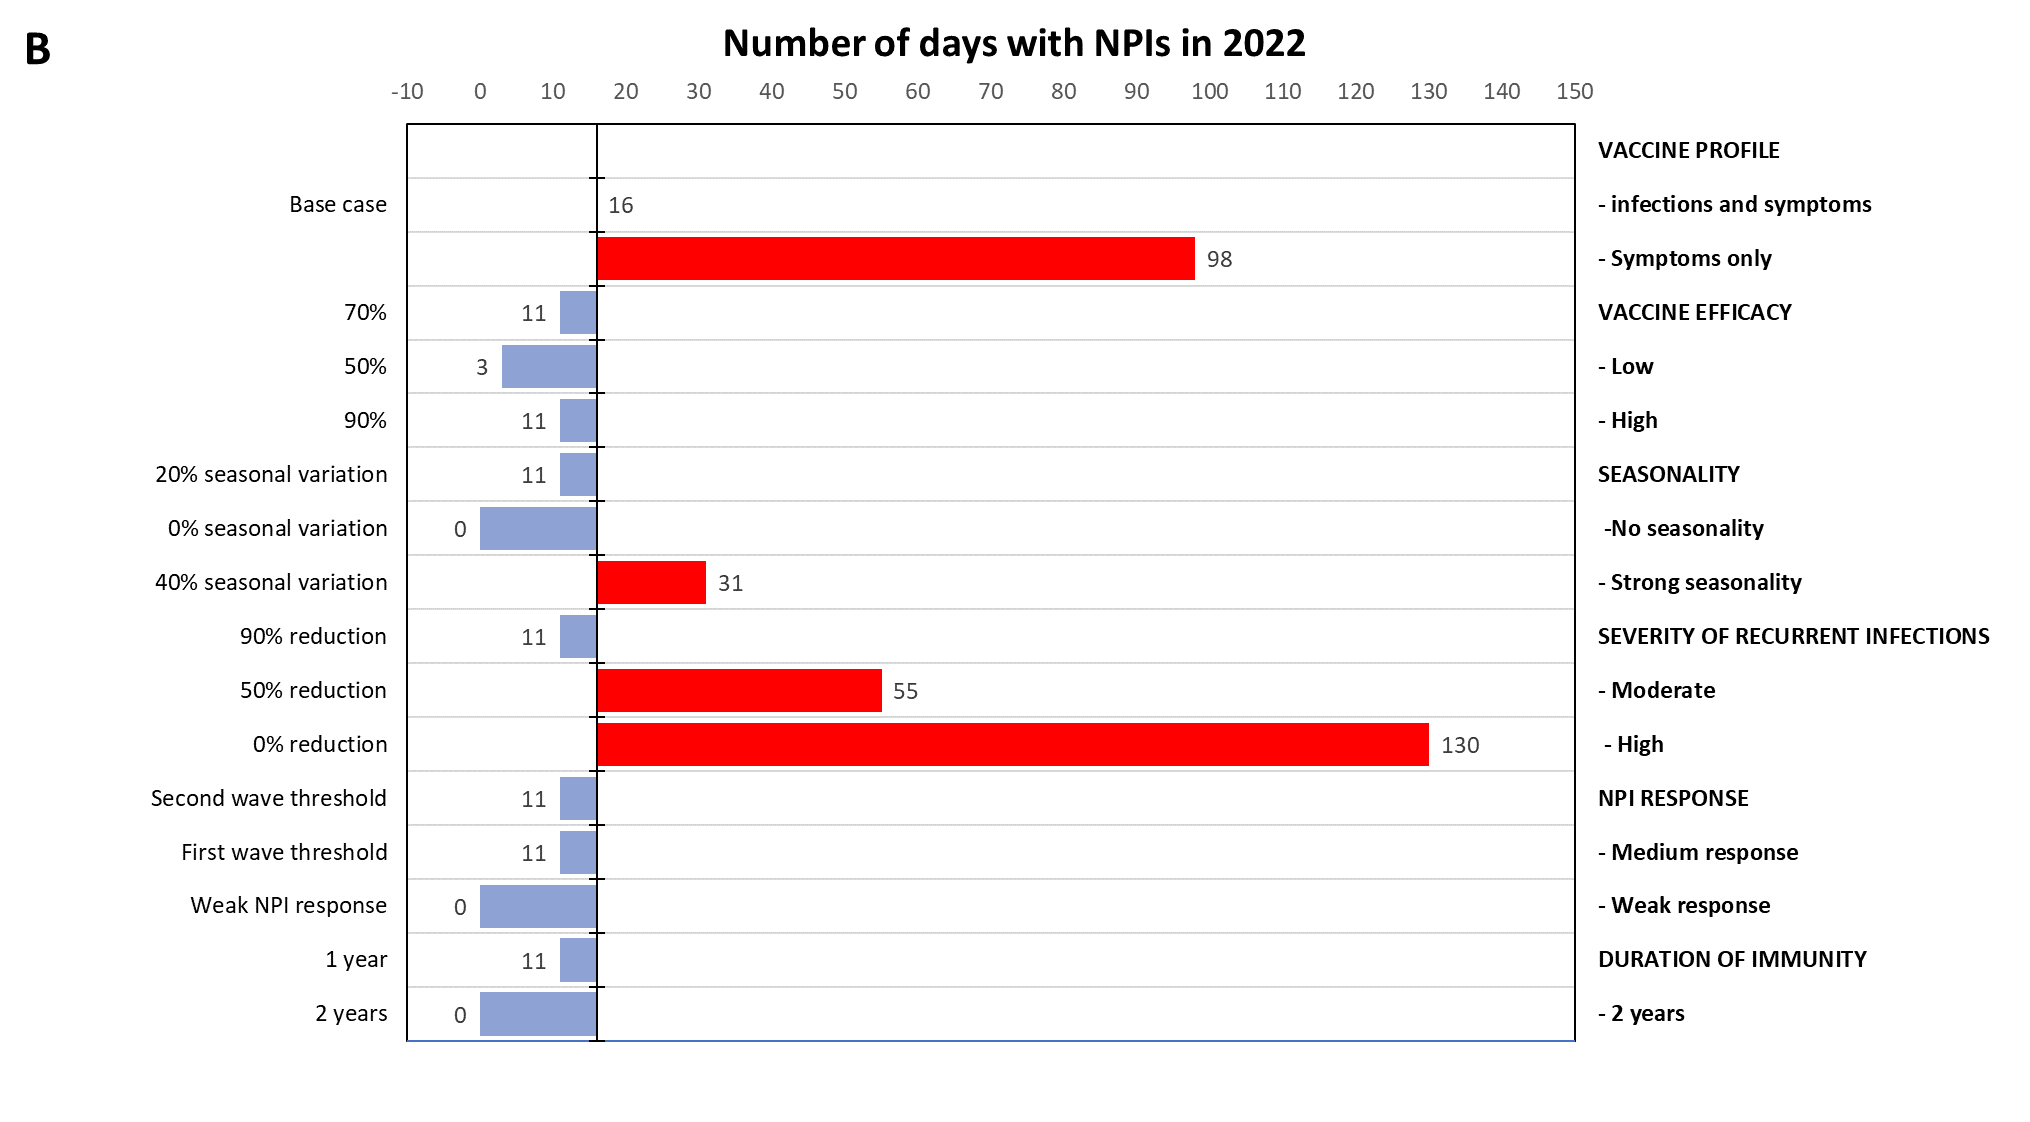 B
Number of days with NPIs in 2022
-10 0 10 20 30 40 50 60 70 80 90 100 110 120 130 140 150
VACCINE PROFILE
Base case 16 - infections and symptoms
98 - Symptoms only
70% 11 VACCINE EFFICACY
50% 3 - Low
90% 11 - High
20% seasonal variation 11 SEASONALITY
0% seasonal variation 0 -No seasonality
40% seasonal variation 31 - Strong seasonality
90% reduction 11 SEVERITY OF RECURRENT INFECTIONS
50% reduction 55 - Moderate
0% reduction 130 - High
Second wave threshold 11 NPI RESPONSE
First wave threshold 11 - Medium response
Weak NPI response 0 - Weak response
1 year 11 DURATION OF IMMUNITY
2 years 0 - 2 years